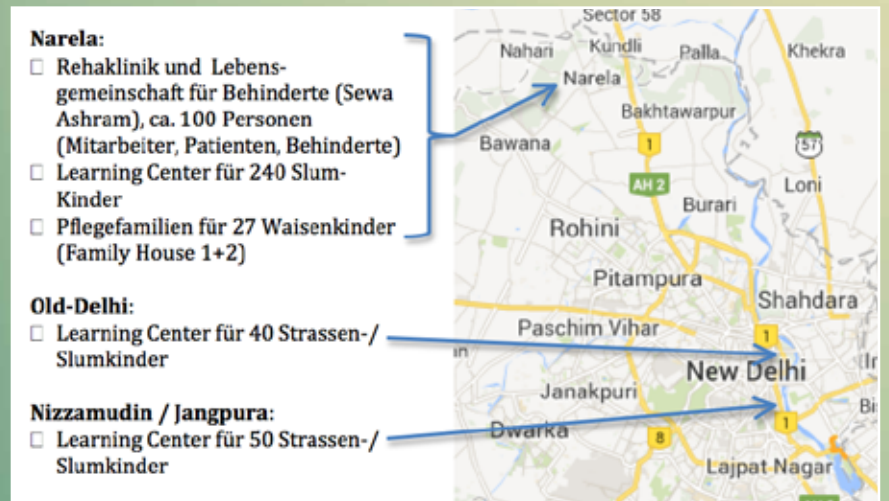 Narela:
☐ Rehaklinik und Lebens-
gemeinschaft für Behinderte (Sewa
Ashram), ca. 100 Personen
(Mitarbeiter, Patienten, Behinderte)
☐ Learning Center für 240 Slum-
Kinder
☐ Pflegefamilien für 27 Waisenkinder
(Family House 1+2)
Old-Delhi:
☐ Learning Center für 40 Strassen-/
Slumkinder
Nizzamudin / Jangpura:
☐ Learning Center für 50 Strassen-/
Slumkinder
Sector 58
Nahari
Kundli
Palla
Khekra
Narela
Bakhtawarpur
Bawana
1
57
AH 2
Loni
Burari
Rohini
Pitampura
Shahdara
Paschim Vihar
1
New Delhi
Janakpuri
Dwarka
1
8
Lajpat Nagar